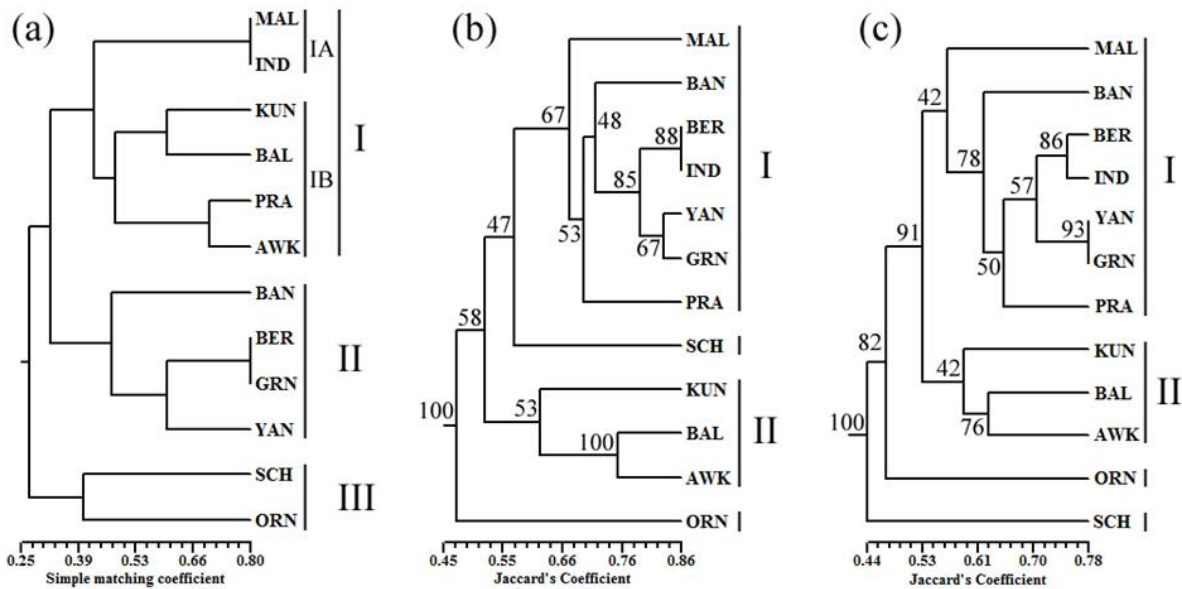 (a)
MAL
IND
IA
KUN
BAL
PRA
AWK
IB
I
BAN
BER
GRN
YAN
II
SCH
ORN
III
0.25 0.39 0.53 0.66 0.80
Simple matching coefficient
(b)
MAL
BAN
BER
IND
YAN
GRN
PRA
I
SCH
KUN
BAL
AWK
II
ORN
67
48
88
85
67
53
47
58
53
100
100
0.45 0.55 0.66 0.76 0.86
Jaccard's Coefficient
(c)
MAL
BAN
BER
IND
YAN
GRN
PRA
I
KUN
BAL
AWK
II
ORN
SCH
42
78
86
57
93
50
91
82
42
76
100
0.44 0.53 0.61 0.70 0.78
Jaccard's Coefficient